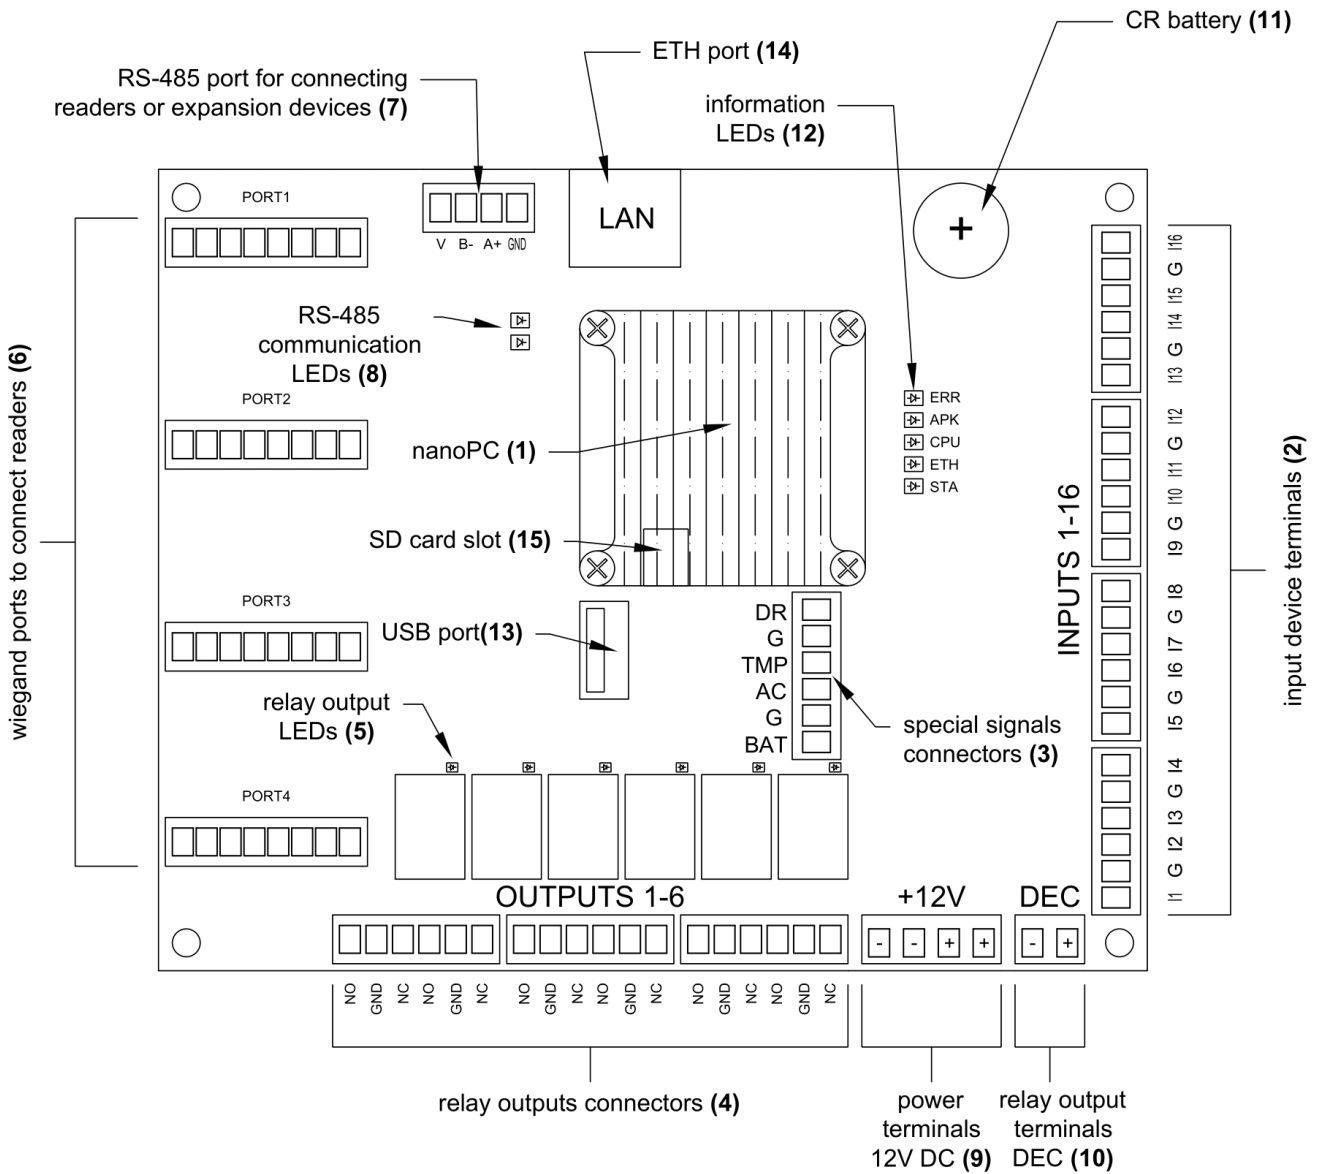 CR battery (11)
ETH port (14)
RS-485 port for connecting
readers or expansion devices (7)
information
LEDs (12)
PORT1
LAN
+
V B- A+ GND
RS-485
communication
LEDs (8)
PORT2
nanoPC (1)
ERR
APK
CPU
ETH
STA
SD card slot (15)
PORT3
USB port(13)
DR
G
TMP
AC
G
BAT
relay output
LEDs (5)
special signals
connectors (3)
PORT4
wiegand ports to connect readers (6)
I16
G
I15
I14
G
I13
I12
G
I11
I10
G
I9
I8
G
I7
I6
G
I5
I4
G
I3
I2
G
I1
INPUTS 1-16
input device terminals (2)
OUTPUTS 1-6
+12V
DEC
- - + +
- +
NO GND NC NO GND NC
NO GND NC NO GND NC
NO GND NC NO GND NC
relay outputs connectors (4)
power
terminals
12V DC (9)
relay output
terminals
DEC (10)